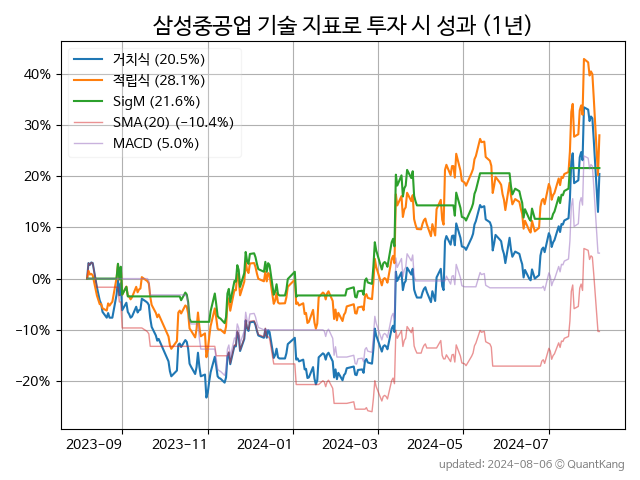 삼성중공업 기술 지표로 투자 시 성과 (1년)
거치식 (20.5%)
적립식 (28.1%)
SigM (21.6%)
SMA(20) (−10.4%)
MACD (5.0%)
40%
30%
20%
10%
0%
−10%
−20%
2023-09
2023-11
2024-01
2024-03
2024-05
2024-07
updated: 2024-08-06 © QuantKang